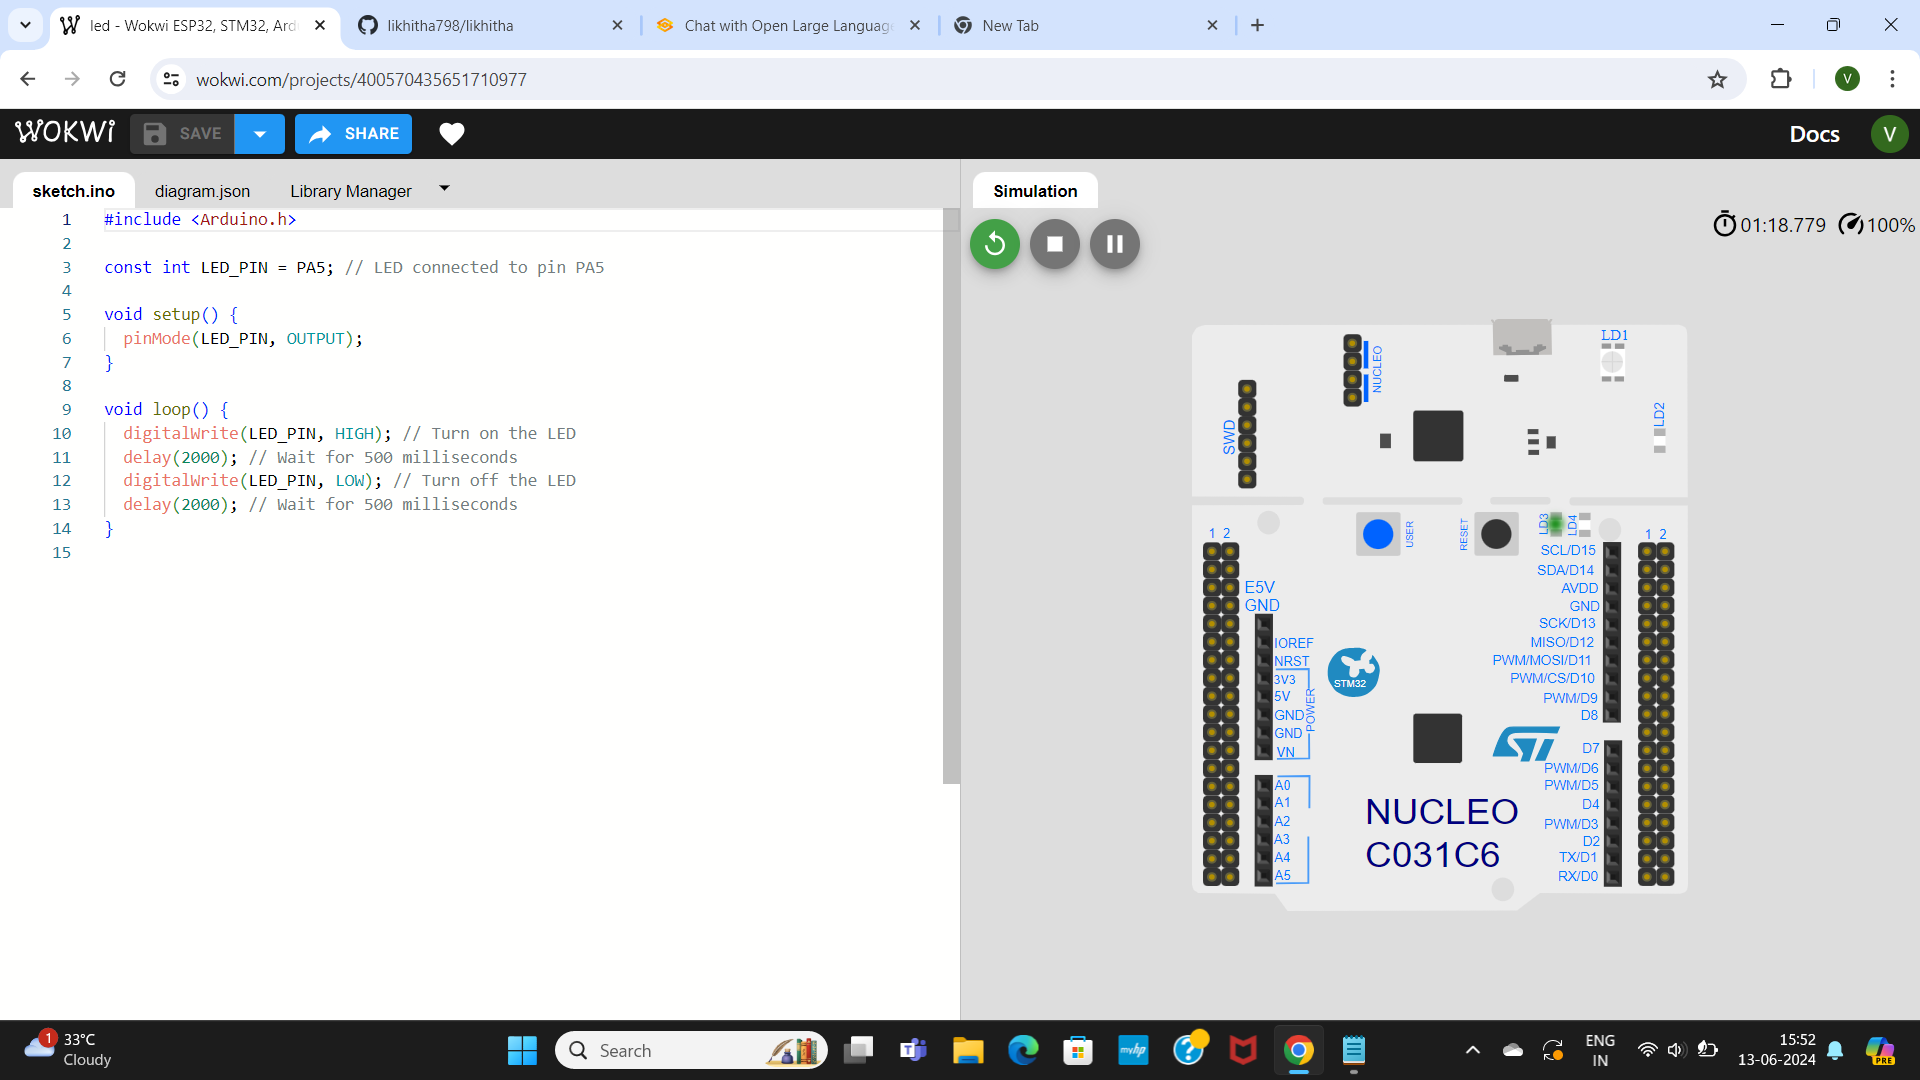 led - Wokwi ESP32, STM32, Ard
likhitha798/likhitha
Chat with Open Large Language
New Tab
wokwi.com/projects/400570435651710977
V
WOKWi
SAVE
SHARE
Docs
V
sketch.ino
diagram.json
Library Manager
Simulation
01:18.779
100%
1 #include <Arduino.h>
2
3 const int LED_PIN = PA5; // LED connected to pin PA5
4
5 void setup() {
6 pinMode(LED_PIN, OUTPUT);
7 }
8
9 void loop() {
10 digitalWrite(LED_PIN, HIGH); // Turn on the LED
11 delay(2000); // Wait for 500 milliseconds
12 digitalWrite(LED_PIN, LOW); // Turn off the LED
13 delay(2000); // Wait for 500 milliseconds
14 }
15
LD1
NUCLEO
LD2
SWD
USER
RESET
LD3
LD4
1 2
1 2
E5V
GND
IOREF
NRST
3V3
5V
GND
GND
VN
POWER
A0
A1
A2
A3
A4
A5
STM32
ST
NUCLEO
C031C6
SCL/D15
SDA/D14
AVDD
GND
SCK/D13
MISO/D12
PWM/MOSI/D11
PWM/CS/D10
PWM/D9
D8
D7
PWM/D6
PWM/D5
D4
PWM/D3
D2
TX/D1
RX/D0
1
33°C
Cloudy
Search
myhp
ENG
IN
15:52
13-06-2024
PRE